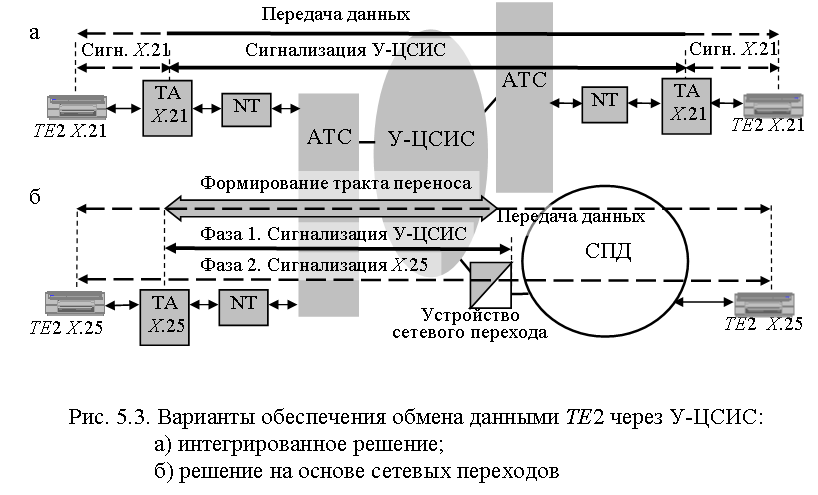 Передача данных
а
Сигн. X.21
Сигнализация У-ЦСИС
Сигн. X.21
TE2 X.21
TA
X.21
NT
АТС
У-ЦСИС
АТС
NT
TA
X.21
TE2 X.21
б
Формирование тракта переноса
Передача данных
Фаза 1. Сигнализация У-ЦСИС
Фаза 2. Сигнализация X.25
СПД
TE2 X.25
TA
X.25
NT
Устройство
сетевого перехода
TE2 X.25
Рис. 5.3. Варианты обеспечения обмена данными TE2 через У-ЦСИС:
а) интегрированное решение;
б) решение на основе сетевых переходов